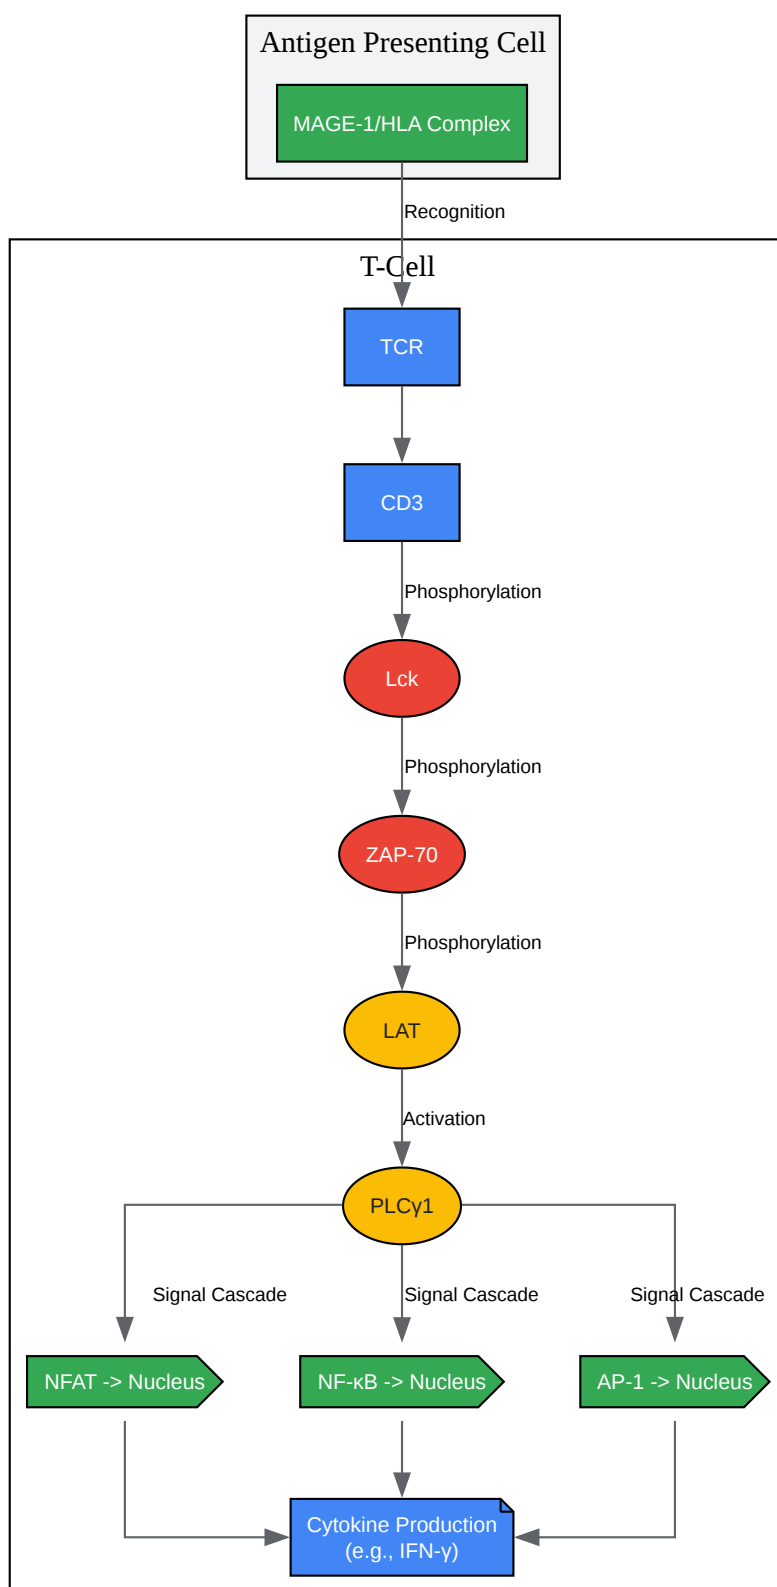 Antigen Presenting Cell
MAGE-1/HLA Complex
Recognition
T-Cell
TCR
CD3
Phosphorylation
Lck
Phosphorylation
ZAP-70
Phosphorylation
LAT
Activation
PLCγ1
Signal Cascade
Signal Cascade
Signal Cascade
NFAT -> Nucleus
NF-κB -> Nucleus
AP-1 -> Nucleus
Cytokine Production
(e.g., IFN-γ)